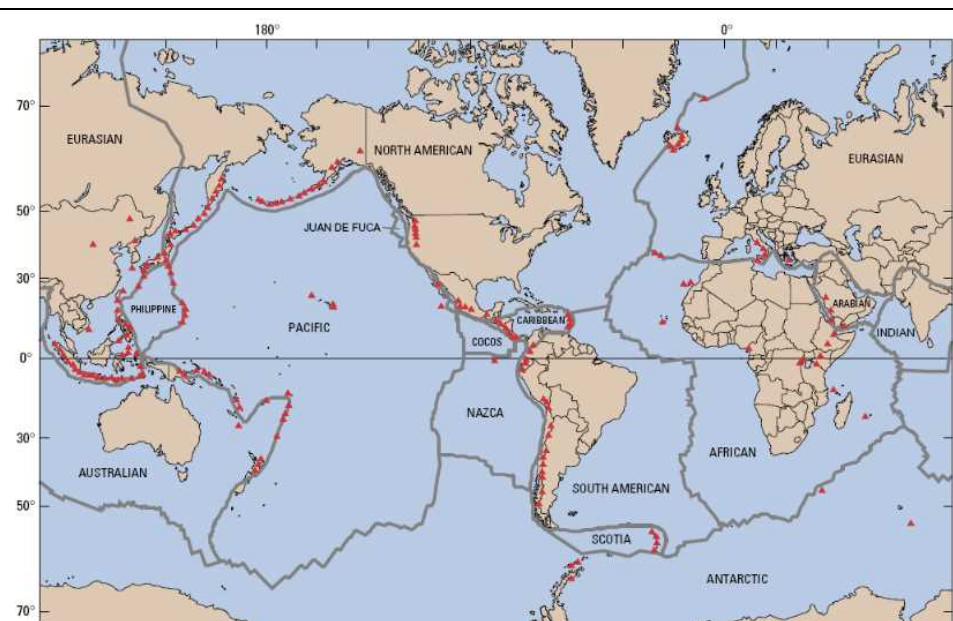 180°
0°
70°
EURASIAN
NORTH AMERICAN
EURASIAN
50°
JUAN DE FUCA
30°
PHILIPPINE
PACIFIC
CARIBBEAN
ARABIAN
INDIAN
COCOS
0°
NAZCA
30°
AUSTRALIAN
AFRICAN
SOUTH AMERICAN
50°
SCOTIA
ANTARCTIC
70°